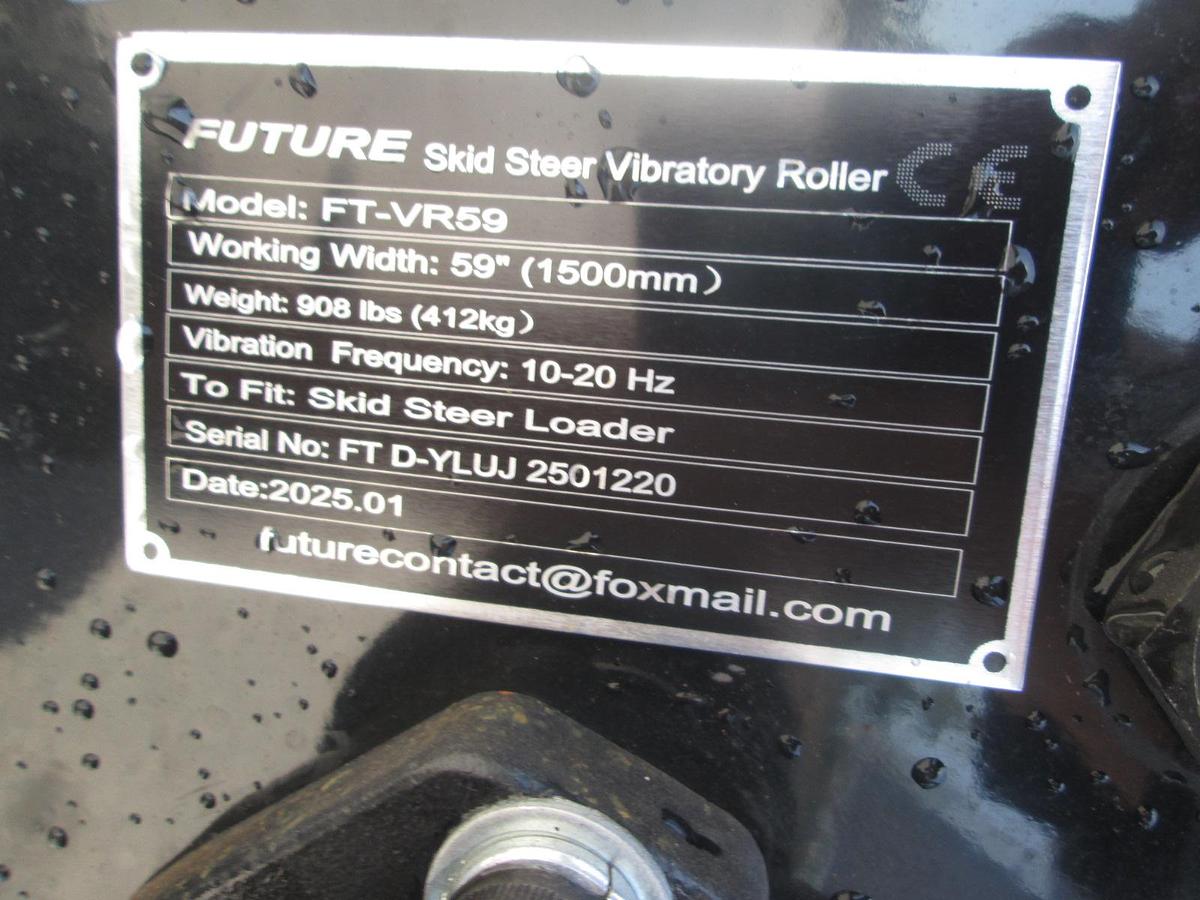 FUTURE Skid Steer Vibratory Roller CE
Model: FT-VR59
Working Width: 59" (1500mm）
Weight: 908 lbs (412kg）
Vibration Frequency: 10-20 Hz
To Fit: Skid Steer Loader
Serial No: FT D-YLUJ 2501220
Date:2025.01
futurecontact@foxmail.com